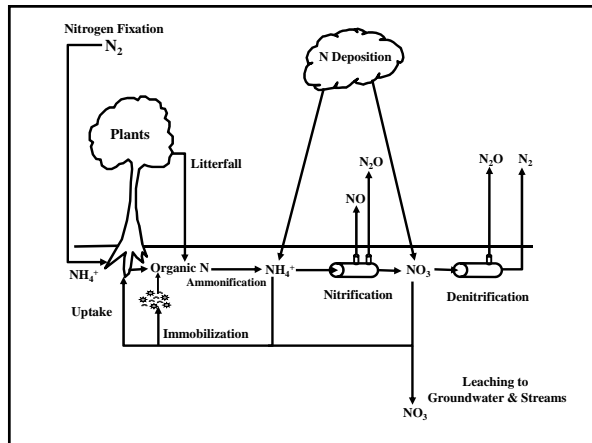 Nitrogen Fixation
N₂
N Deposition
Plants
Litterfall
N₂O
NO
N₂O
N₂
NH₄⁺
Organic N
Ammonification
NH₄⁺
Nitrification
NO₃
Denitrification
Uptake
Immobilization
Leaching to
Groundwater & Streams
NO₃